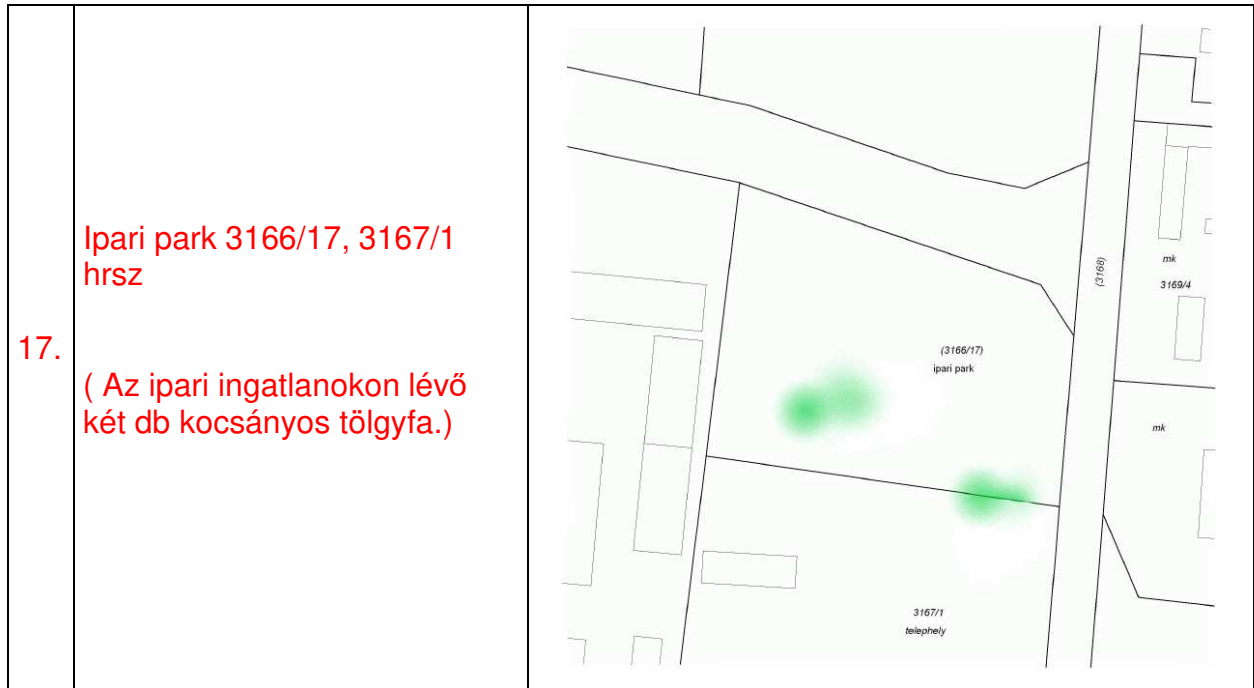 17.
Ipari park 3166/17, 3167/1
hrsz
( Az ipari ingatlanokon lévő
két db kocsányos tölgyfa.)
(3168)
mk
3169/4
(3166/17)
ipari park
mk
3167/1
telephely